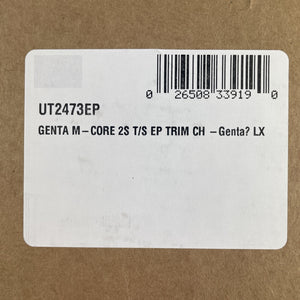 0 26508 33919 0
UT2473EP
GENTA M-CORE 2S T/S EP TRIM CH -Genta? LX